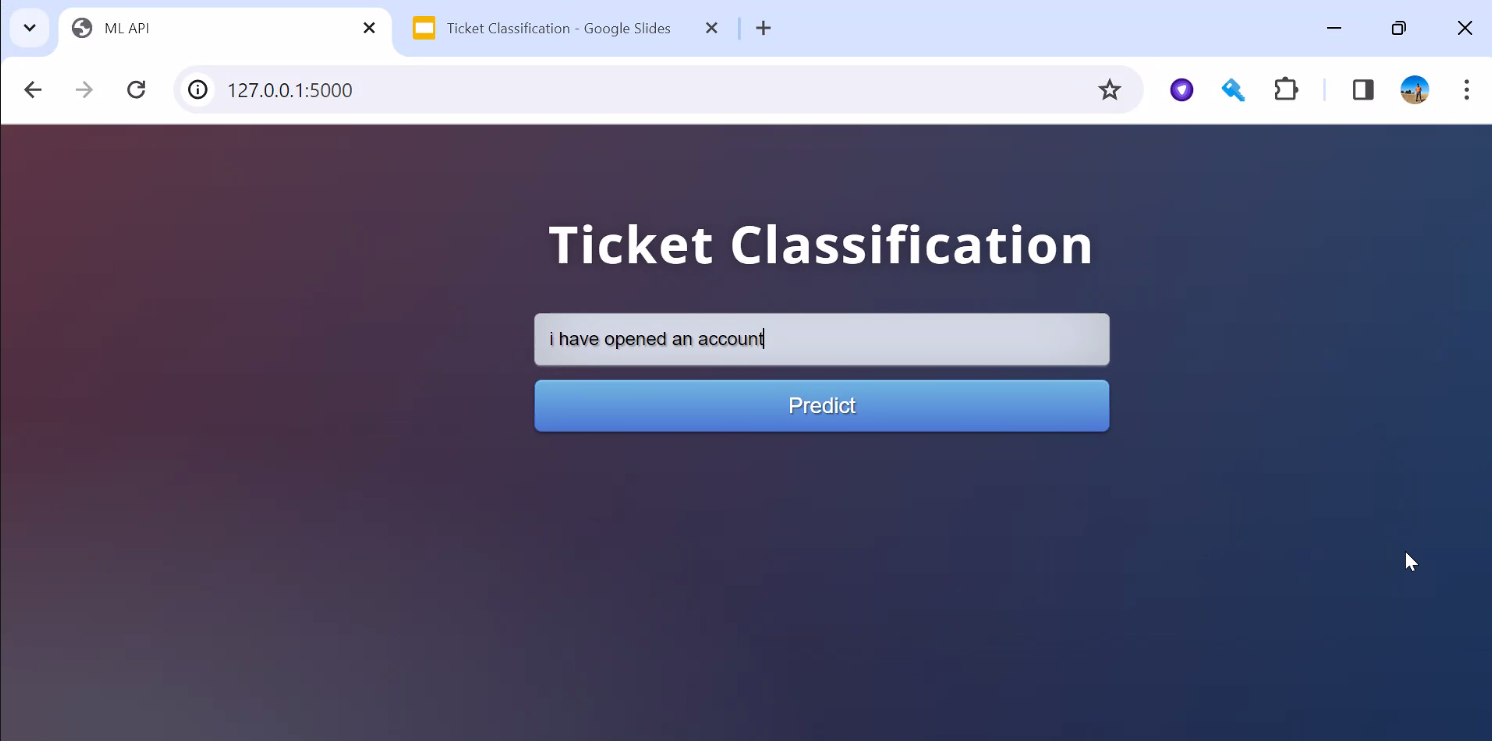 ML API
Ticket Classification - Google Slides
127.0.0.1:5000
Ticket Classification
i have opened an account
Predict